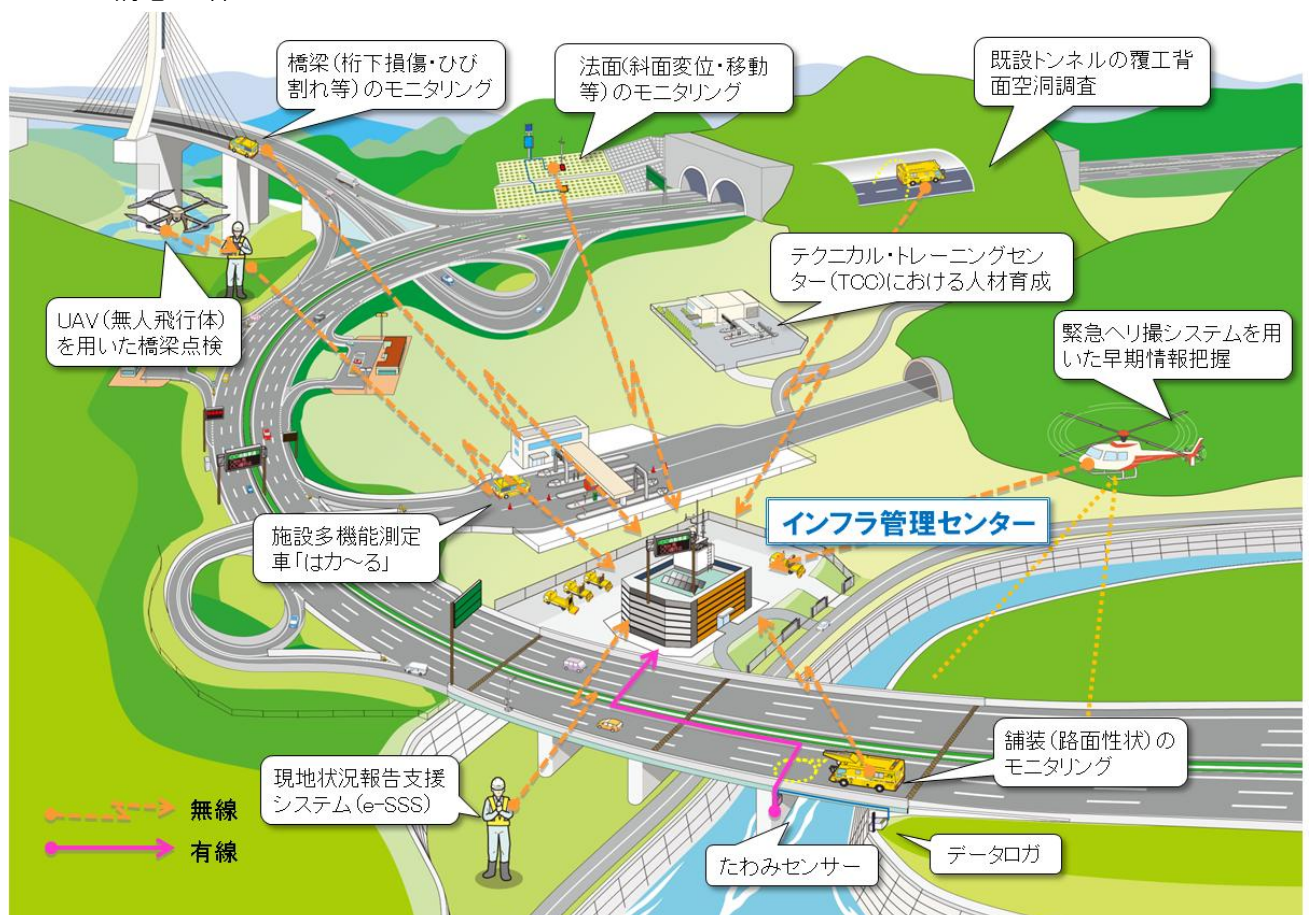 橋梁(桁下損傷・ひび
割れ等)のモニタリング
法面(斜面変位・移動
等)のモニタリング
既設トンネルの覆工背
面空洞調査
テクニカル・トレーニングセン
ター(TCC)における人材育成
UAV(無人飛行体)
を用いた橋梁点検
緊急ヘリ撮システムを用
いた早期情報把握
インフラ管理センター
施設多機能測定
車「はカ~る」
舗装(路面性状)の
モニタリング
現地状況報告支援
システム(e-SSS)
無線
有線
たわみセンサー
データロガ